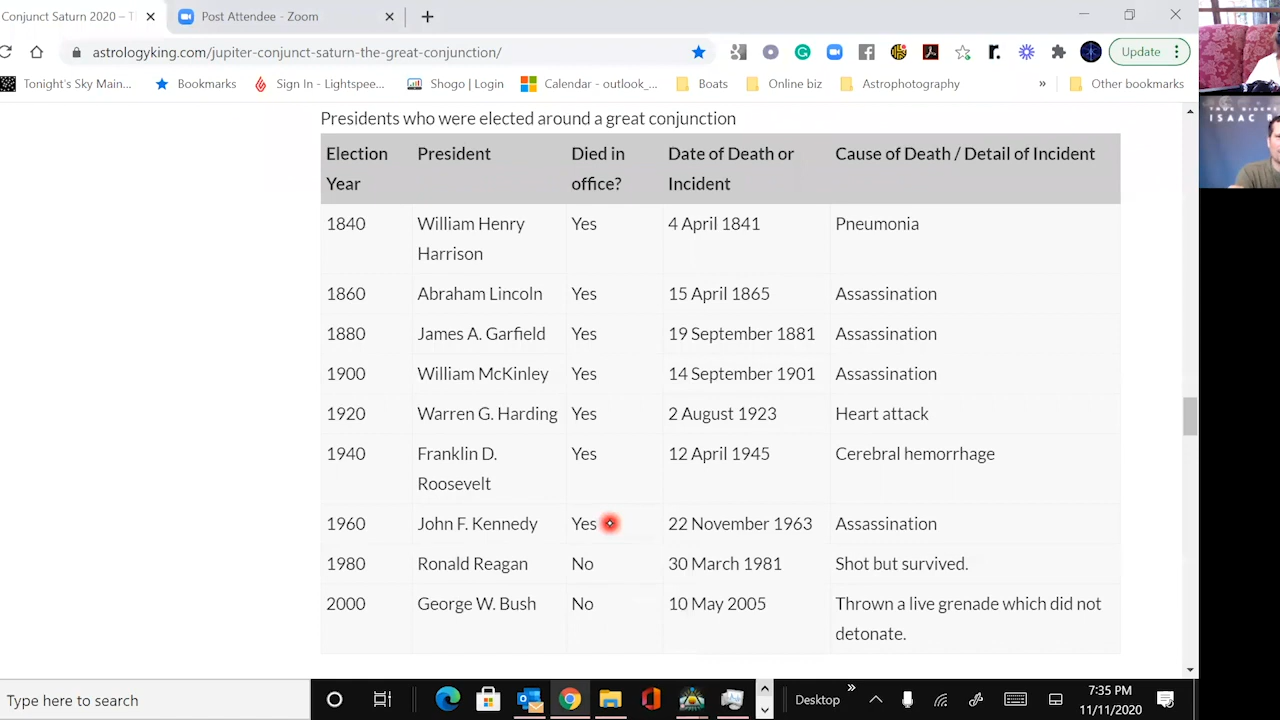 Conjunct Saturn 2020 – T
Post Attendee - Zoom
astrologyking.com/jupiter-conjunct-saturn-the-great-conjunction/
Update
Tonight's Sky Main...
Bookmarks
Sign In - Lightspee...
Shogo | Login
Calendar - outlook_...
Boats
Online biz
Astrophotography
»
Other bookmarks
ISAAC
Presidents who were elected around a great conjunction
Election Year President Died in office? Date of Death or Incident Cause of Death / Detail of Incident
1840 William Henry Harrison Yes 4 April 1841 Pneumonia
1860 Abraham Lincoln Yes 15 April 1865 Assassination
1880 James A. Garfield Yes 19 September 1881 Assassination
1900 William McKinley Yes 14 September 1901 Assassination
1920 Warren G. Harding Yes 2 August 1923 Heart attack
1940 Franklin D. Roosevelt Yes 12 April 1945 Cerebral hemorrhage
1960 John F. Kennedy Yes 22 November 1963 Assassination
1980 Ronald Reagan No 30 March 1981 Shot but survived.
2000 George W. Bush No 10 May 2005 Thrown a live grenade which did not detonate.
Type here to search
Desktop
»
7:35 PM
11/11/2020